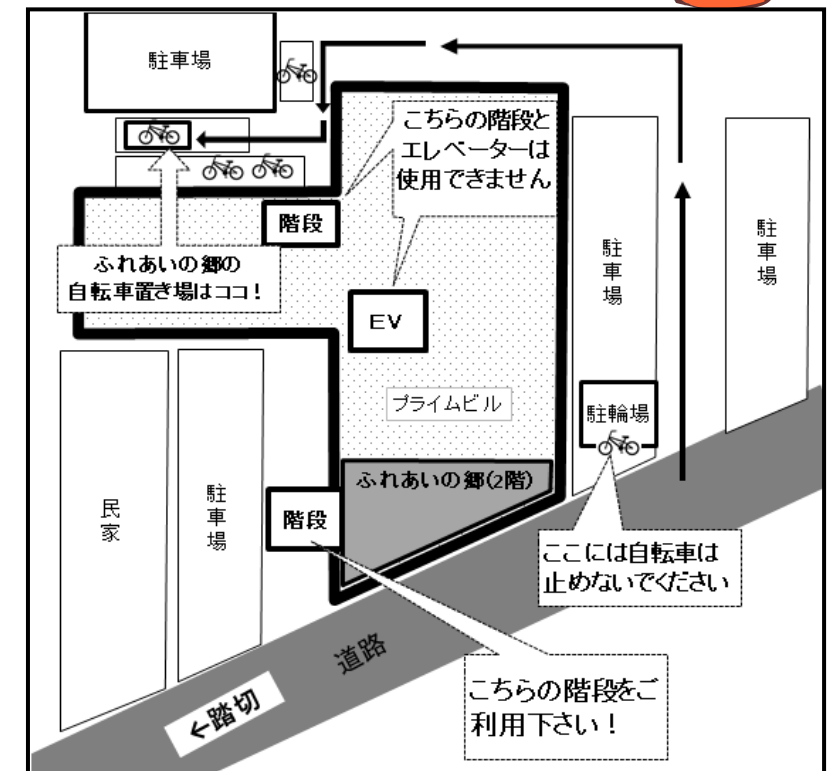 駐車場
こちらの階段と
エレベーターは
使用できません
階段
ふれあいの郷の
自転車置き場はココ！
EV
駐車場
駐車場
プライムビル
駐輪場
ふれあいの郷(2階)
民家
駐車場
階段
ここには自転車は
止めないでください
道路
こちらの階段をご
利用下さい！
←踏切